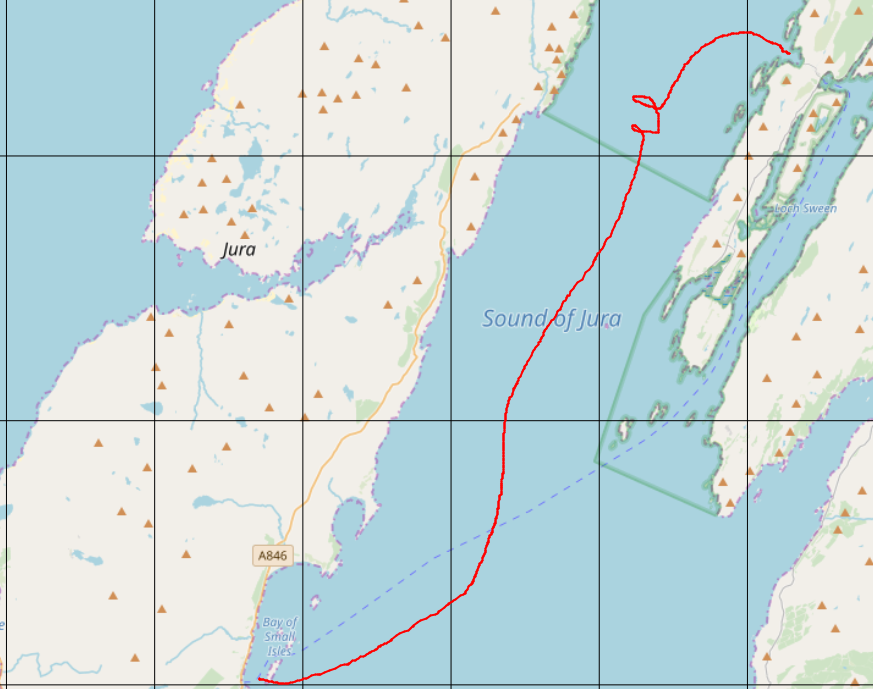 Loch Sween
Jura
Sound of Jura
A846
Bay of
Small
Isles